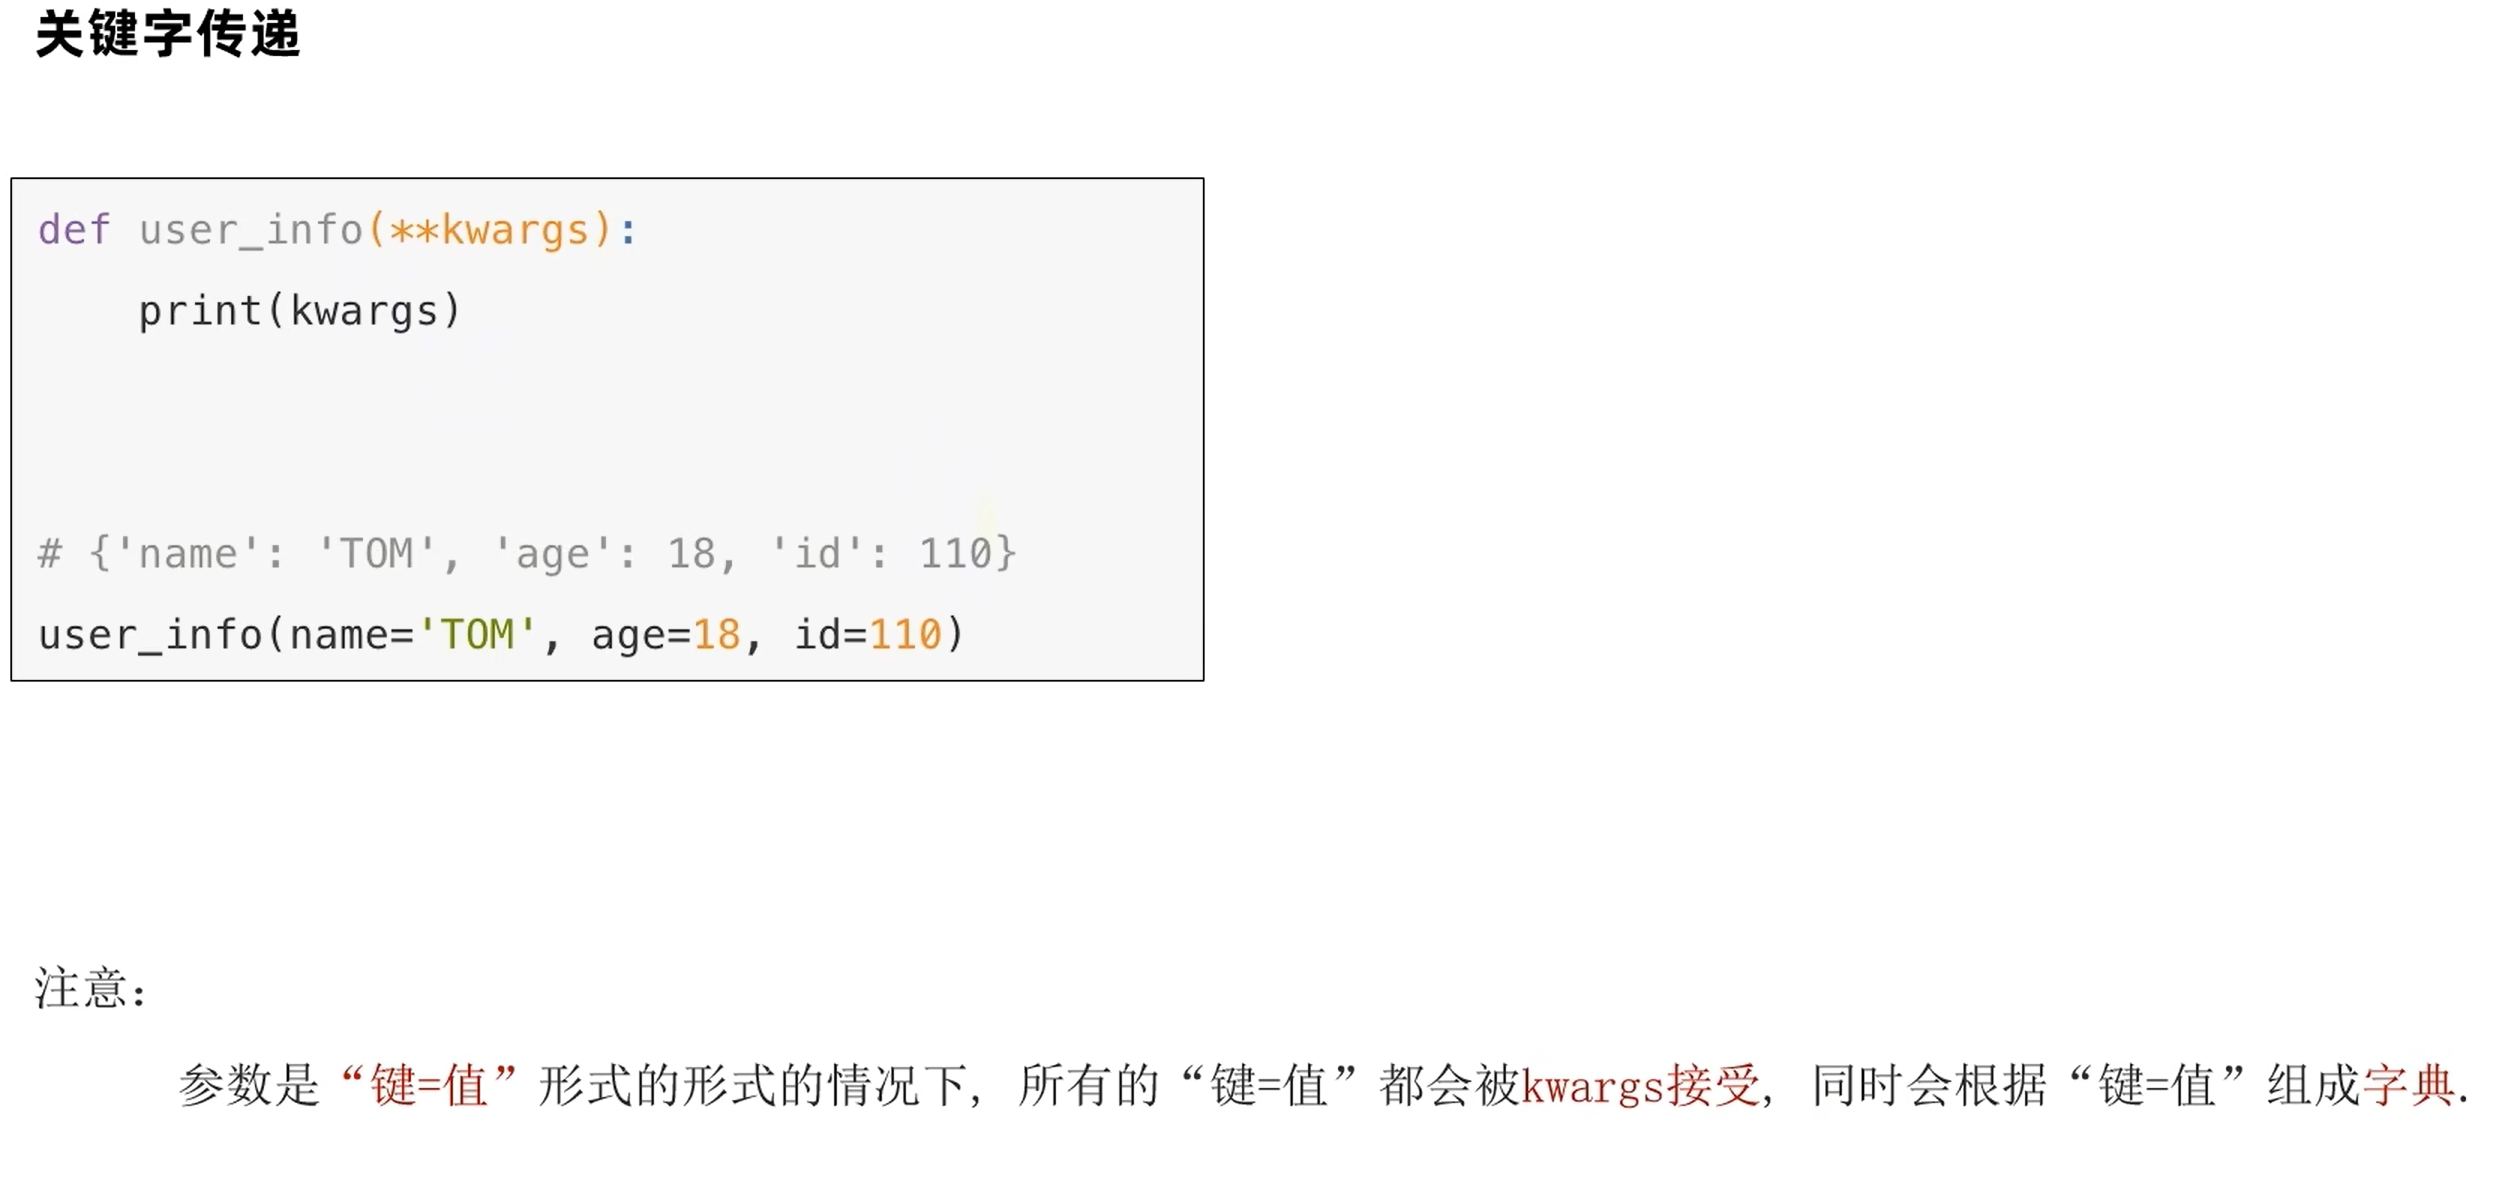 关键字传递
def user_info(**kwargs):
    print(kwargs)
# {'name': 'TOM', 'age': 18, 'id': 110}
user_info(name='TOM', age=18, id=110)
注意：
参数是“键=值”形式的形式的情况下, 所有的“键=值”都会被kwargs接受, 同时会根据“键=值”组成字典.